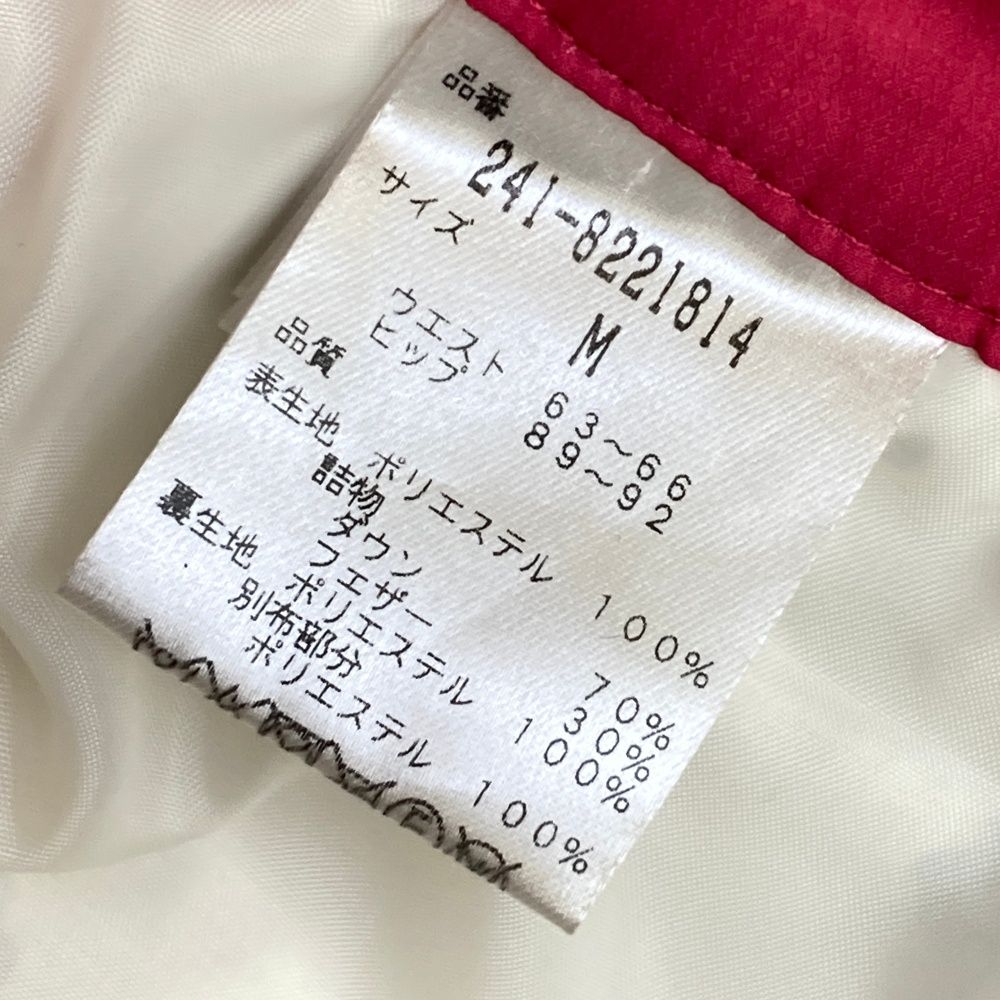 品番
241-8221814
サイズ M
ウエスト 63~66
ヒップ 89~92
品質
表生地 ポリエステル 100%
詰物
ダウン 70%
フエザー 30%
裏生地 ポリエステル 100%
別布部分
ポリエステル 100%